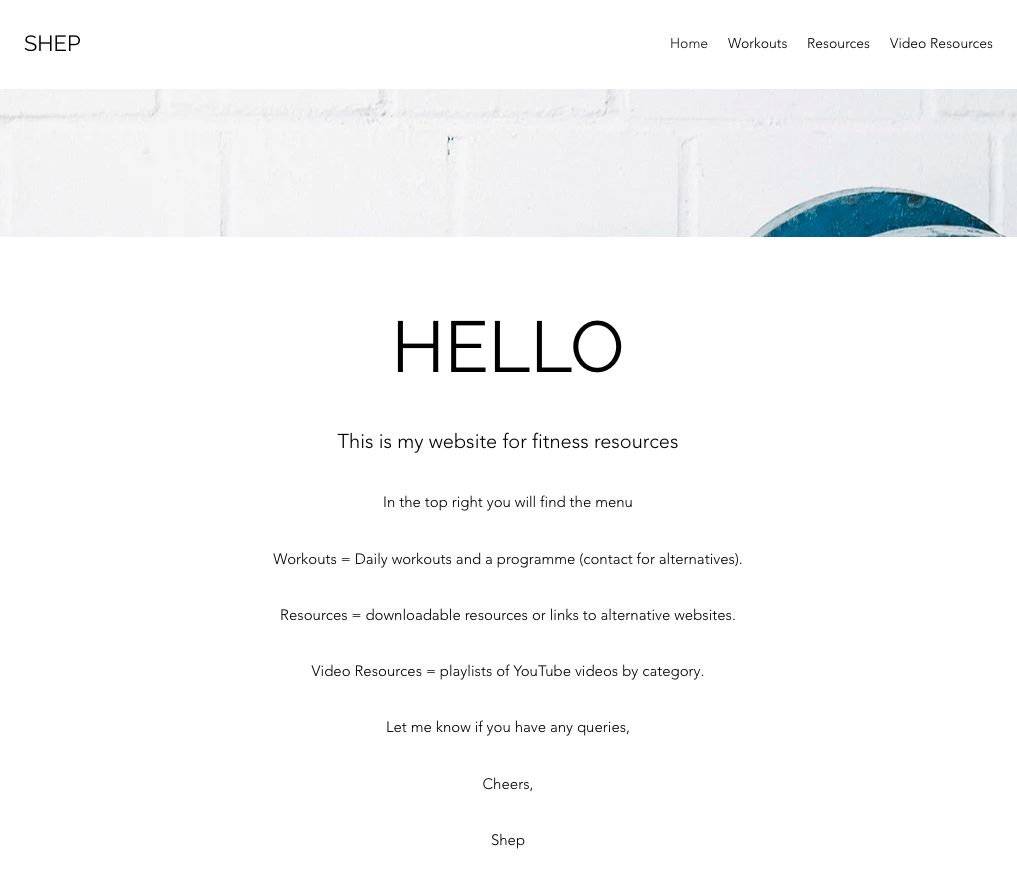 SHEP
Home Workouts Resources Video Resources
HELLO
This is my website for fitness resources
In the top right you will find the menu
Workouts = Daily workouts and a programme (contact for alternatives).
Resources = downloadable resources or links to alternative websites.
Video Resources = playlists of YouTube videos by category.
Let me know if you have any queries,
Cheers,
Shep